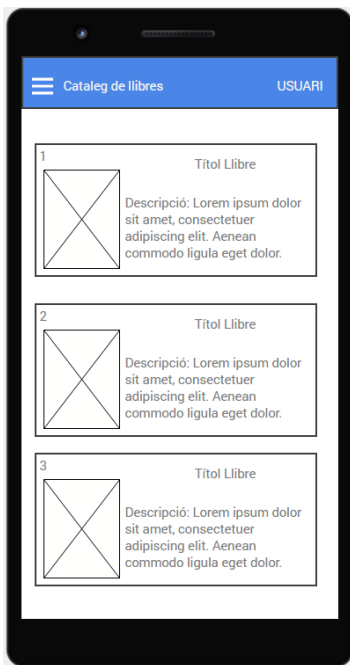 Cataleg de llibres
USUARI
1
Títol Llibre
Descripció: Lorem ipsum dolor
sit amet, consectetuer
adipiscing elit. Aenean
commodo ligula eget dolor.
2
Títol Llibre
Descripció: Lorem ipsum dolor
sit amet, consectetuer
adipiscing elit. Aenean
commodo ligula eget dolor.
3
Títol Llibre
Descripció: Lorem ipsum dolor
sit amet, consectetuer
adipiscing elit. Aenean
commodo ligula eget dolor.